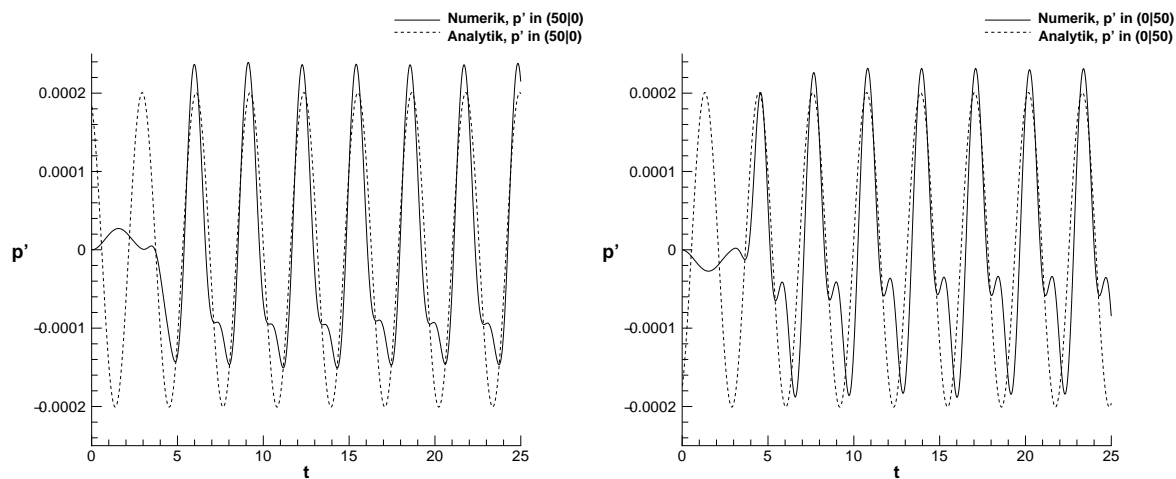 Numerik, p' in (50|0)
Analytik, p' in (50|0)
0.0002
0.0001
0
-0.0001
-0.0002
p'
0 5 10 15 20 25
t
Numerik, p' in (0|50)
Analytik, p' in (0|50)
0.0002
0.0001
0
-0.0001
-0.0002
p'
0 5 10 15 20 25
t